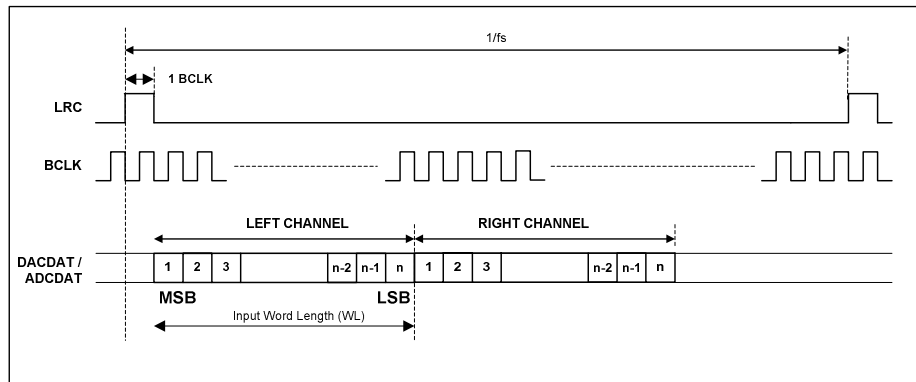 1/fs
1 BCLK
LRC
BCLK
LEFT CHANNEL RIGHT CHANNEL
DACDAT /
ADCDAT
1 2 3 n-2 n-1 n 1 2 3 n-2 n-1 n
MSB LSB
Input Word Length (WL)